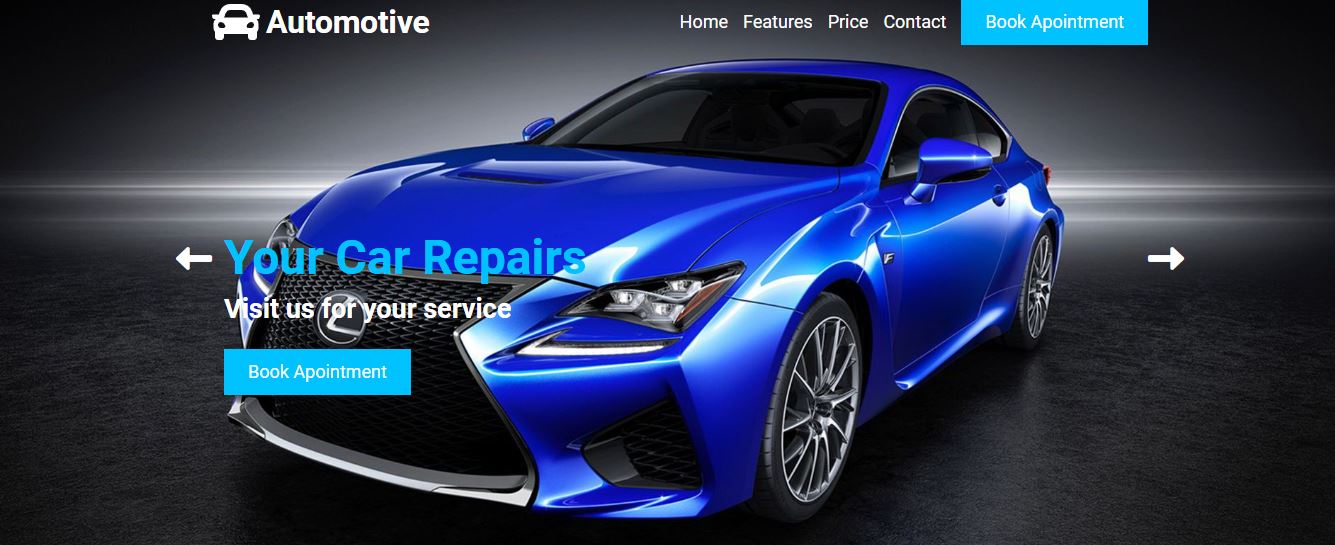 Automotive
Home Features Price Contact Book Apointment
Your Car Repairs
Visit us for your service
Book Apointment
F